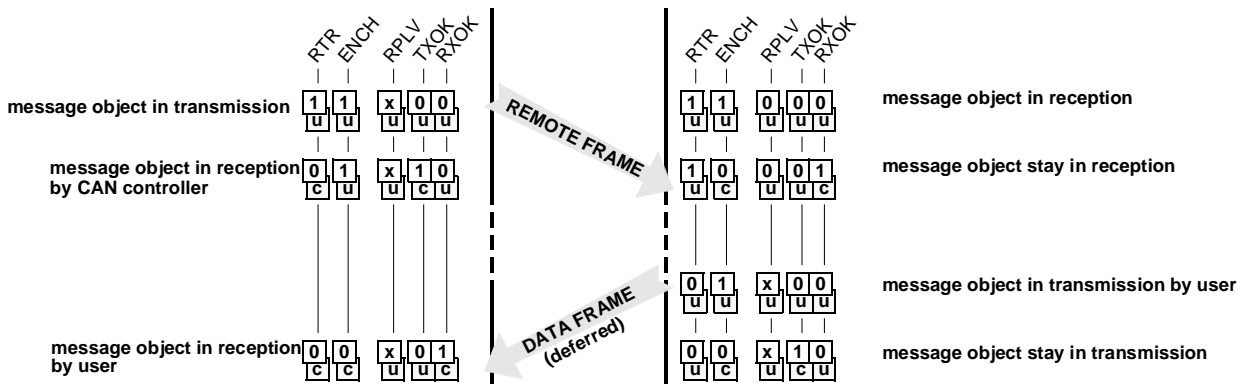 RTR ENCH RPLV TXOK RXOK
RTR ENCH RPLV TXOK RXOK
message object in transmission 1 1 x 0 0
u u u u u
REMOTE FRAME
1 1 0 0 0 message object in reception
u u u u u
message object in reception
by CAN controller
0 1 x 1 0
c u u c u
1 0 0 0 1 message object stay in reception
u c u u c
0 1 x 0 0 message object in transmission by user
u u u u u
DATA FRAME
(deferred)
message object in reception
by user
0 0 x 0 1
c c u u c
0 0 x 1 0 message object stay in transmission
u c u c u